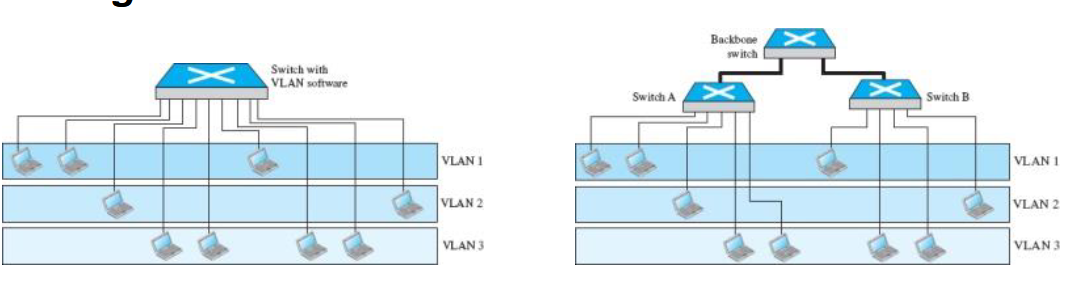 Switch with
VLAN software
VLAN 1
VLAN 2
VLAN 3
Backbone
switch
Switch A
Switch B
VLAN 1
VLAN 2
VLAN 3